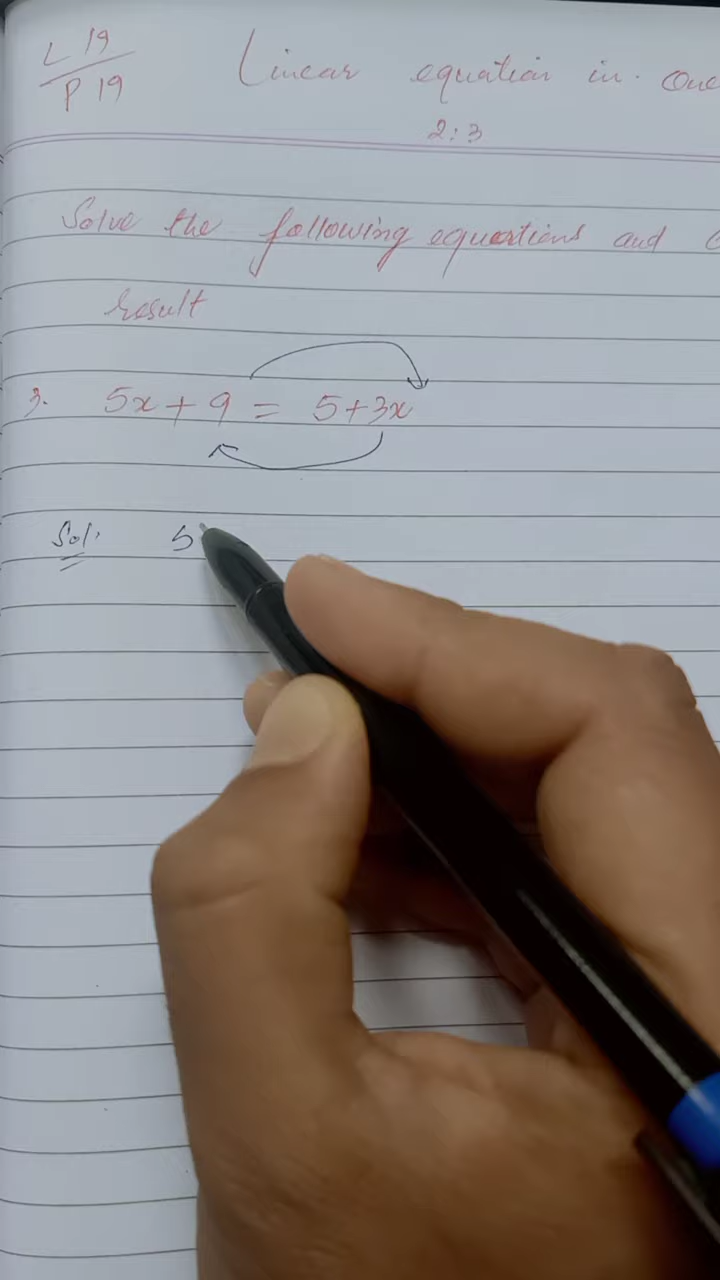 L 19
P 19
Linear equation in. One
2:3
Solve the following equations and
result
3. 5x + 9 = 5 + 3x
Sol: 5